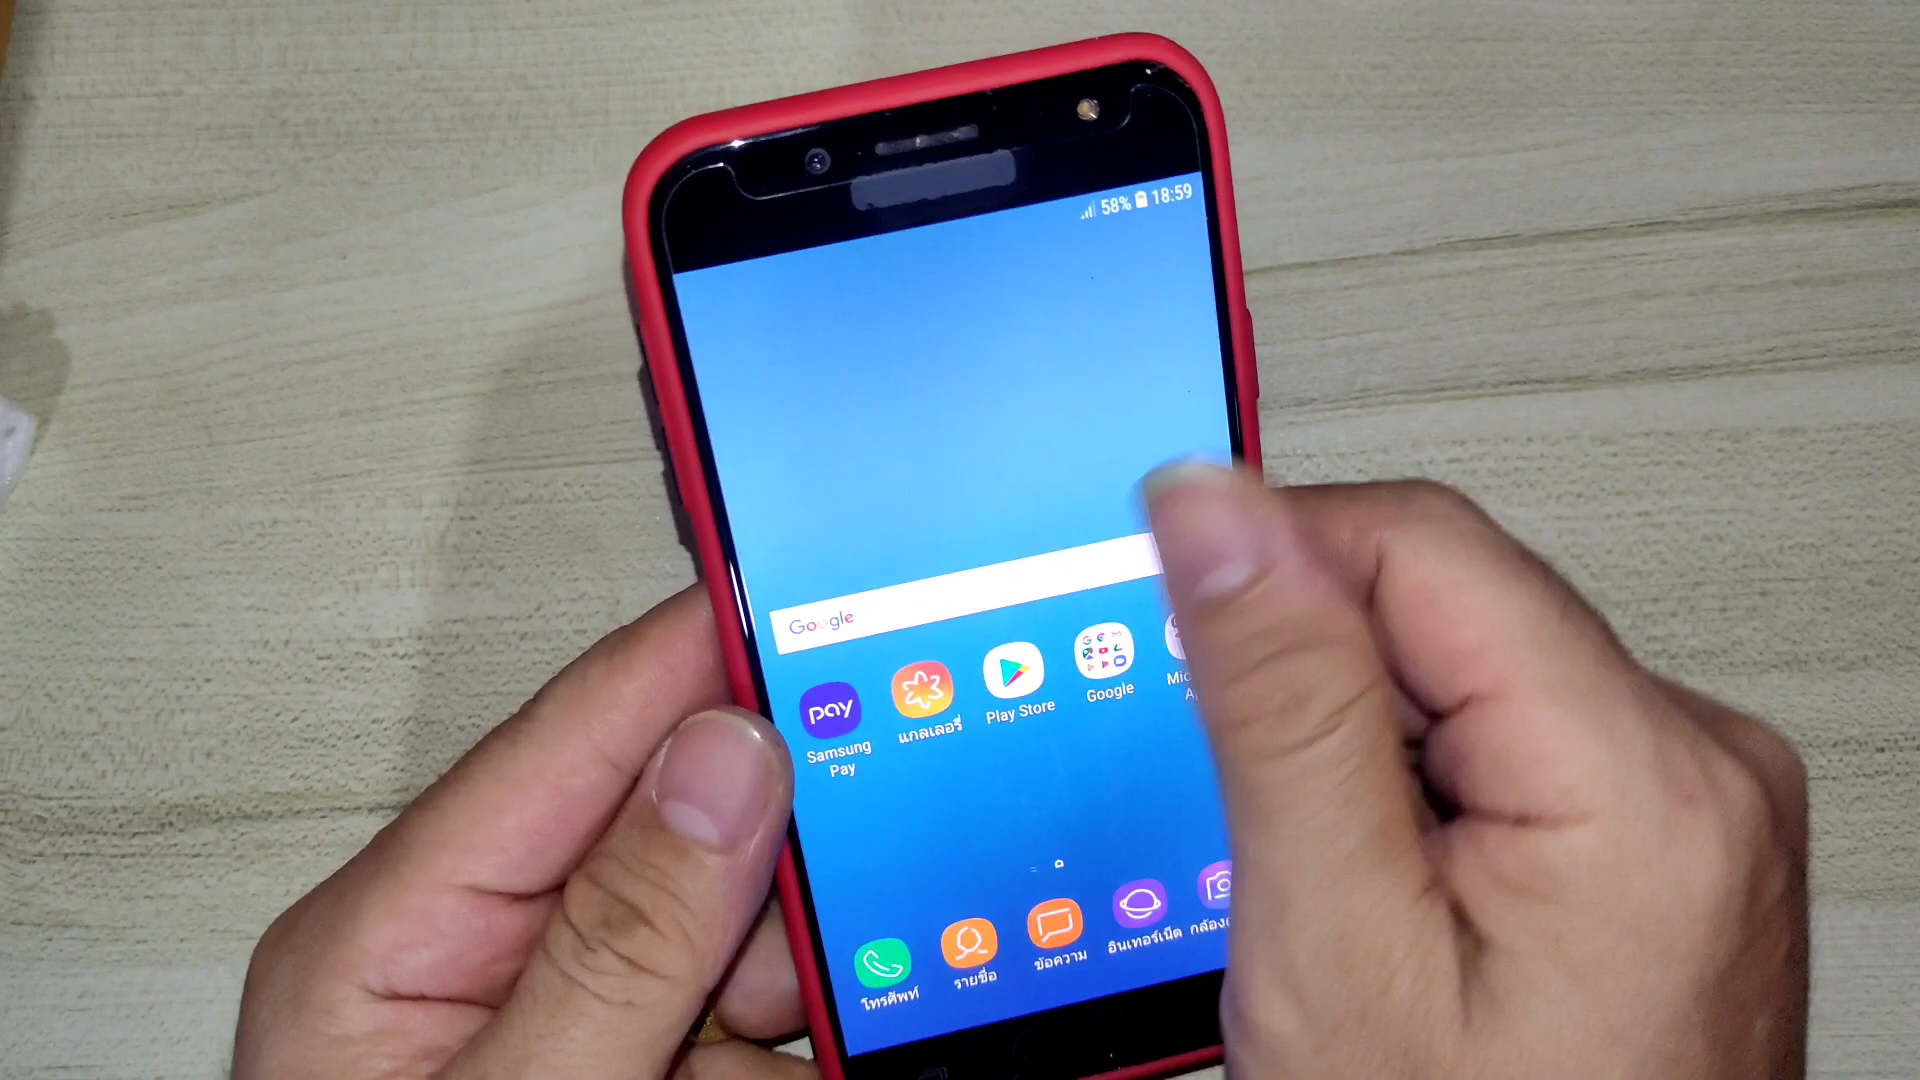 58% 18:59
Google
pay
Samsung
Pay
แกลเลอรี่
Play Store
Google
โทรศัพท์
รายชื่อ
ข้อความ
อินเทอร์เน็ต